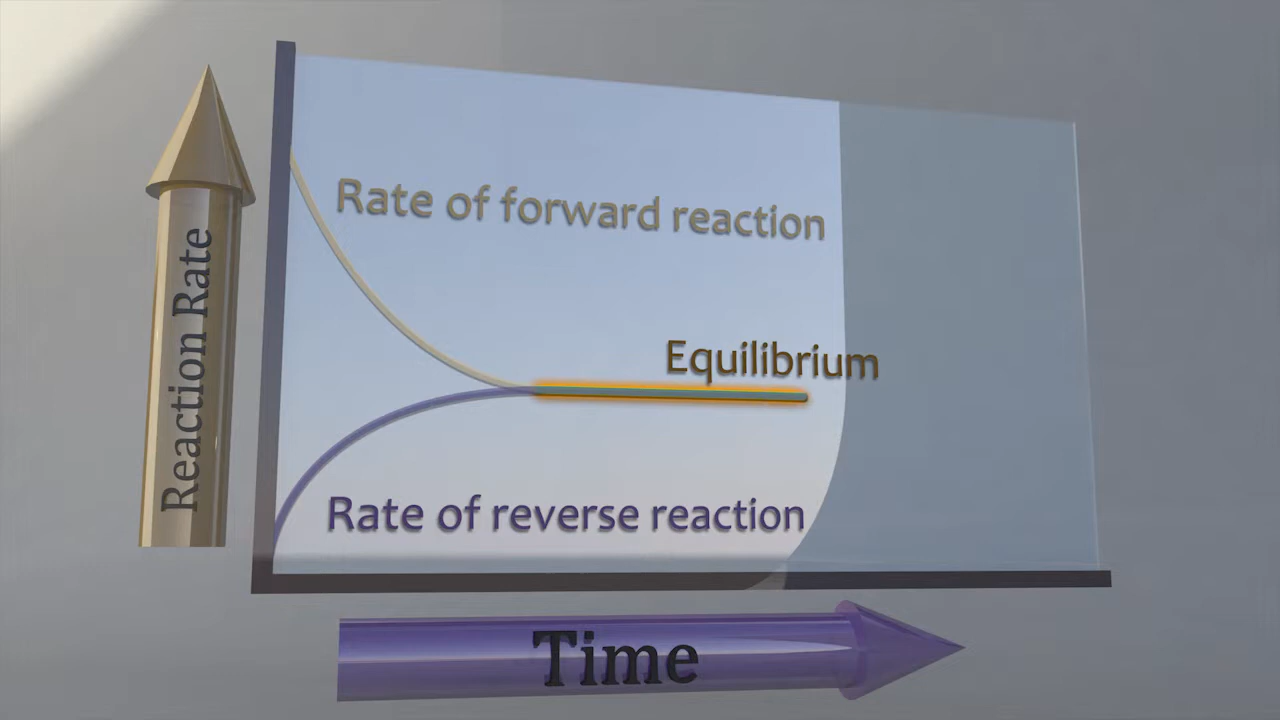 Reaction Rate
Rate of forward reaction
Equilibrium
Rate of reverse reaction
Time